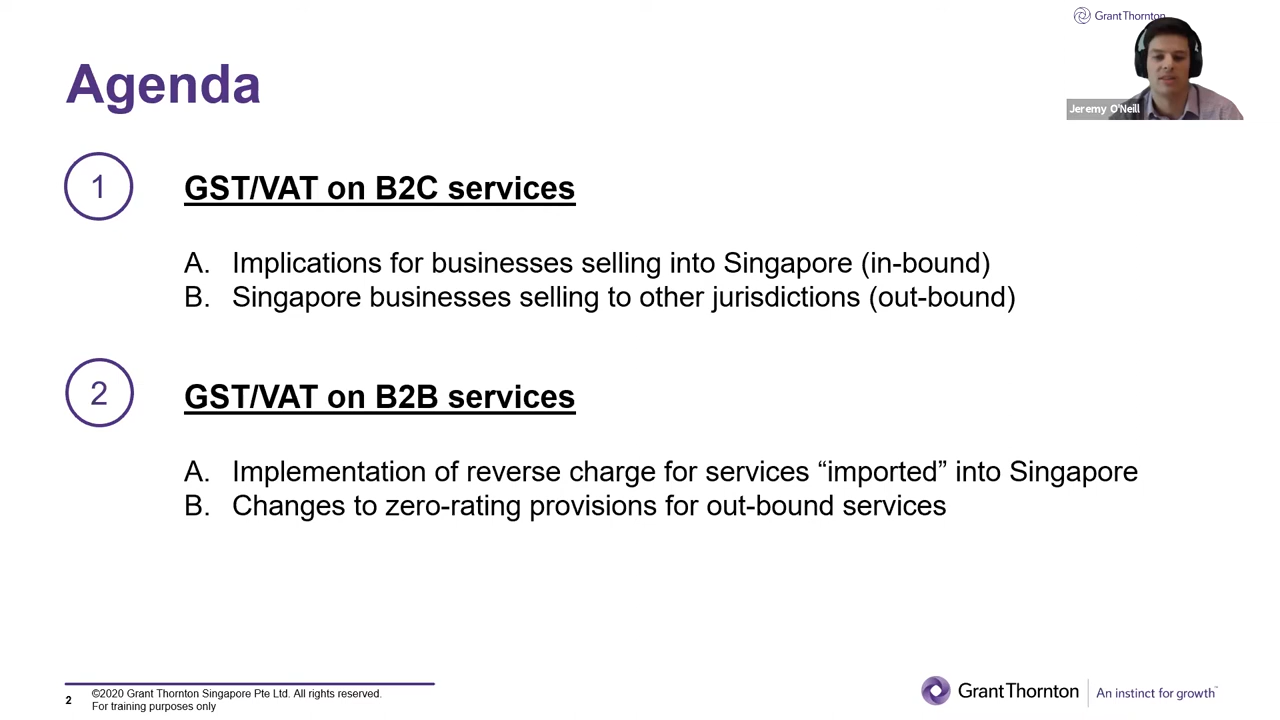 Grant Thornton
Jeremy O'Neill
Agenda
1
GST/VAT on B2C services
A. Implications for businesses selling into Singapore (in-bound)
B. Singapore businesses selling to other jurisdictions (out-bound)
2
GST/VAT on B2B services
A. Implementation of reverse charge for services “imported” into Singapore
B. Changes to zero-rating provisions for out-bound services
2
©2020 Grant Thornton Singapore Pte Ltd. All rights reserved.
For training purposes only
Grant Thornton
An instinct for growth™